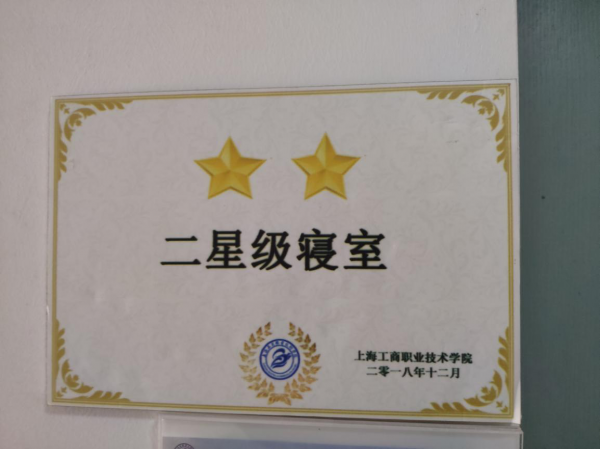 二星级寝室
上海工商职业技术学院
二零一八年十二月